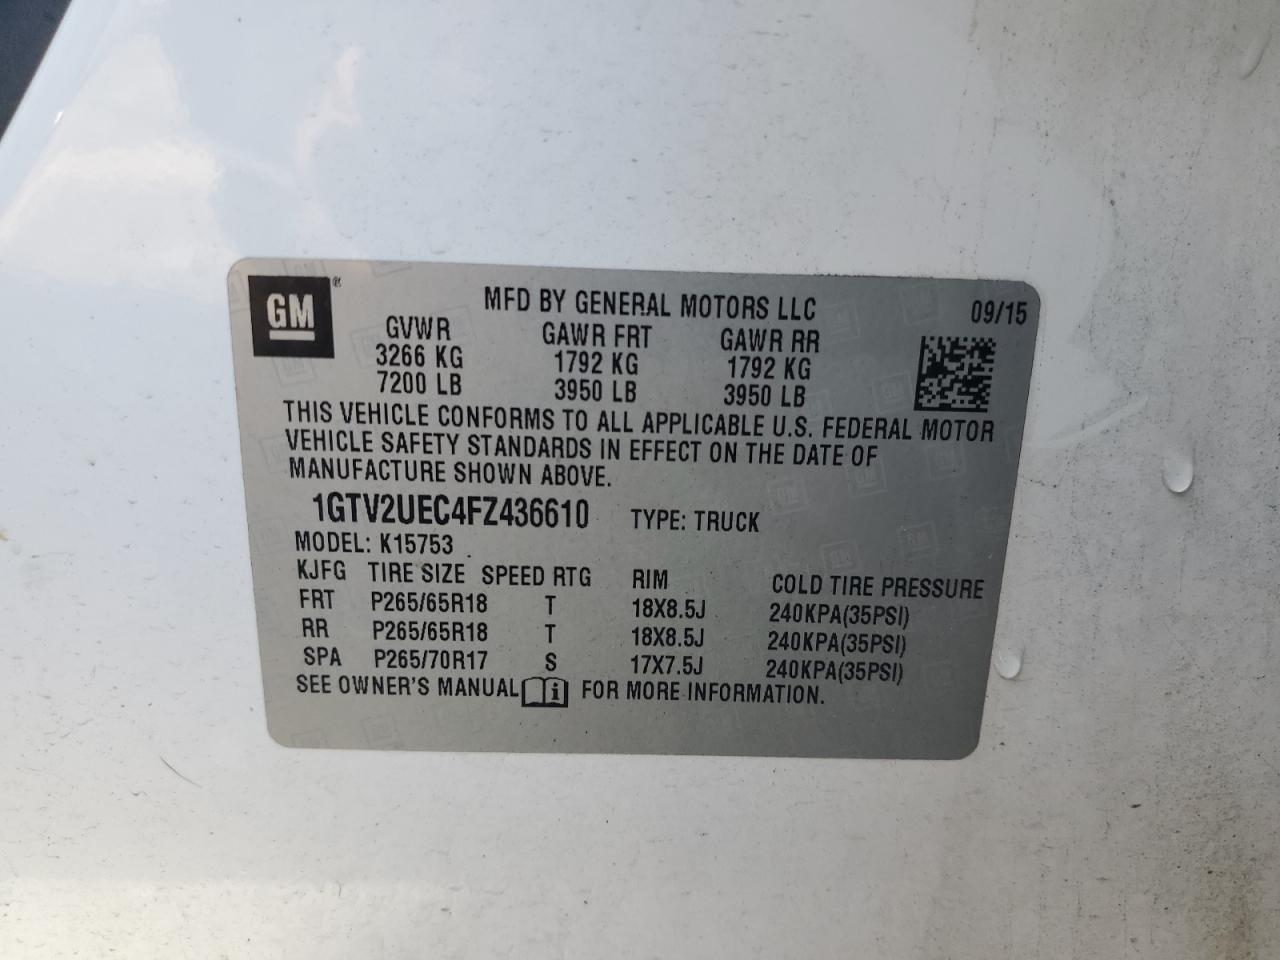 GM ®
MFD BY GENERAL MOTORS LLC 09/15
GVWR GAWR FRT GAWR RR
3266 KG 1792 KG 1792 KG
7200 LB 3950 LB 3950 LB
THIS VEHICLE CONFORMS TO ALL APPLICABLE U.S. FEDERAL MOTOR
VEHICLE SAFETY STANDARDS IN EFFECT ON THE DATE OF
MANUFACTURE SHOWN ABOVE.
1GTV2UEC4FZ436610 TYPE: TRUCK
MODEL: K15753
KJFG TIRE SIZE SPEED RTG RIM COLD TIRE PRESSURE
FRT P265/65R18 T 18X8.5J 240KPA(35PSI)
RR P265/65R18 T 18X8.5J 240KPA(35PSI)
SPA P265/70R17 S 17X7.5J 240KPA(35PSI)
SEE OWNER'S MANUAL i FOR MORE INFORMATION.